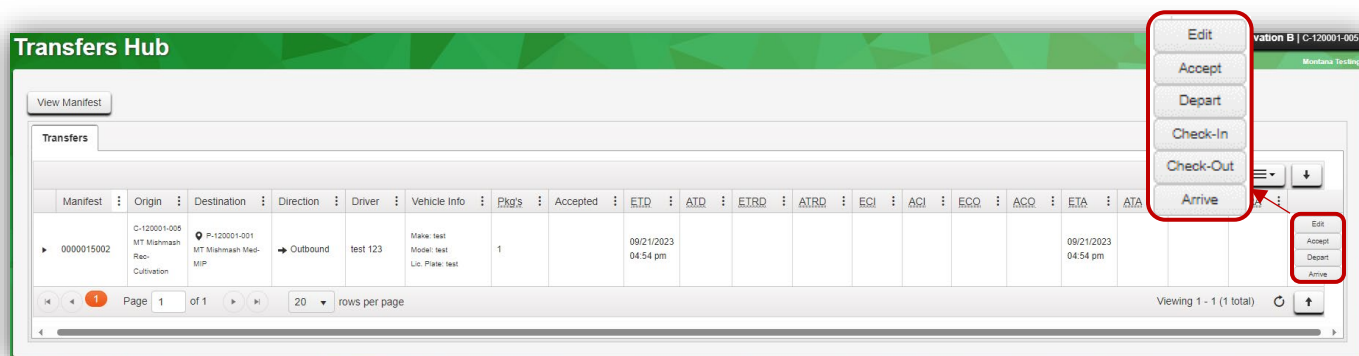 Transfers Hub
vation B | C-120001-005
Montana Testing
View Manifest
Transfers
Edit
Accept
Depart
Check-In
Check-Out
Arrive
Manifest Origin Destination Direction Driver Vehicle Info Pkg's Accepted ETD ATD ETRD ATRD ECI ACI ECO ACO ETA ATA
0000015002
C-120001-005
MT Mishmash
Rec-
Cultivation
P-120001-001
MT Mishmash Med-
MIP
Outbound
test 123
Make: test
Model: test
Lic. Plate: test
1
09/21/2023
04:54 pm
09/21/2023
04:54 pm
Edit
Accept
Depart
Arrive
1 Page 1 of 1 20 rows per page Viewing 1 - 1 (1 total)